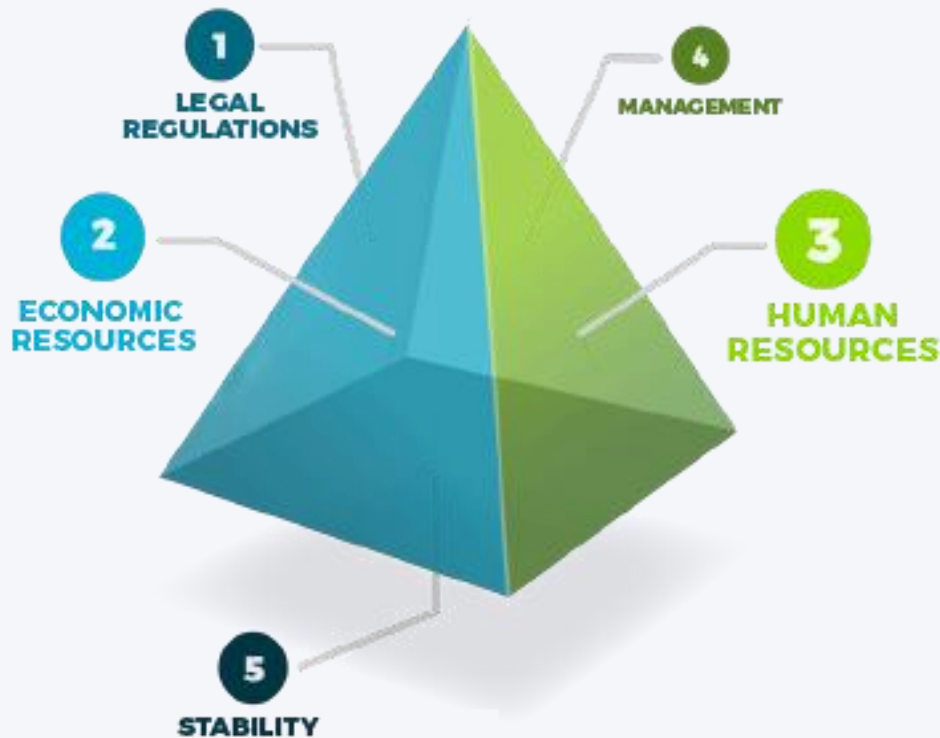 1
LEGAL
REGULATIONS
4
MANAGEMENT
2
ECONOMIC
RESOURCES
3
HUMAN
RESOURCES
5
STABILITY